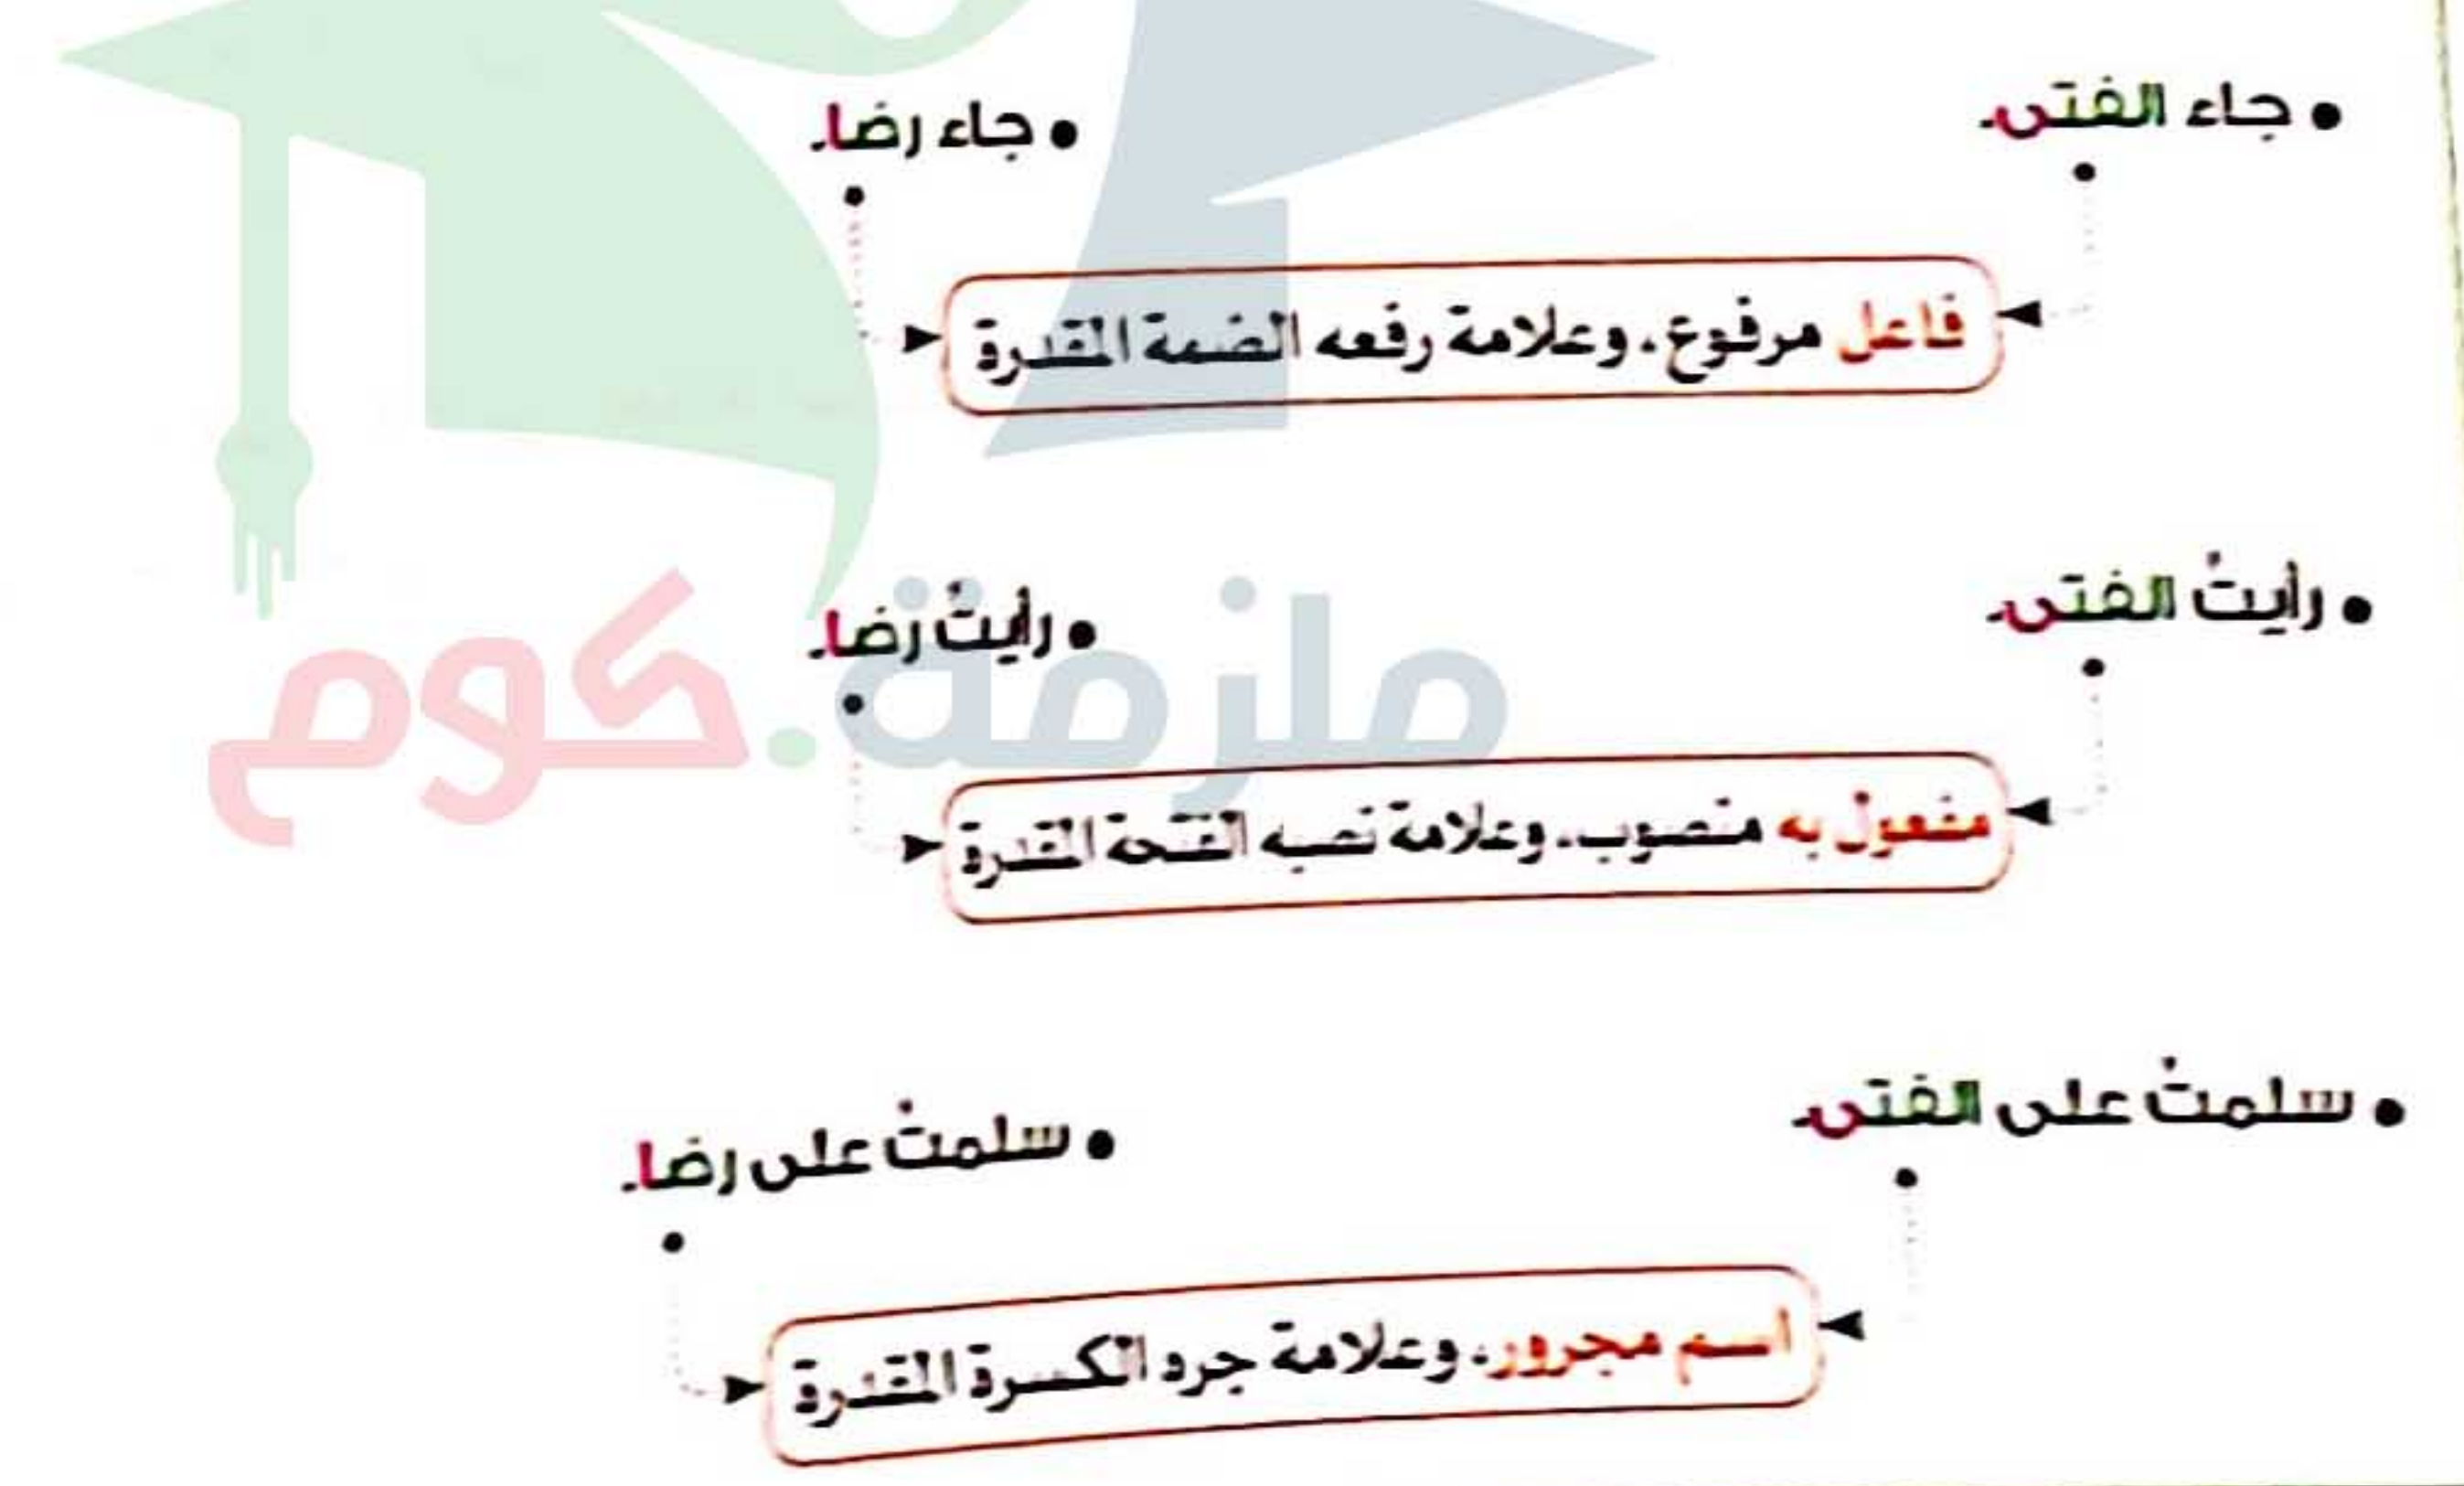 • جاء الفتى.
• جاء رضا.
فاعل مرفوع، وعلامة رفعه الضمة المقدرة
• رأيتُ الفتى.
• رأيتُ رضا.
ملزمة.كوم
مفعول به منصوب، وعلامة نصبه الفتحة المقدرة
• سلمتُ على الفتى.
• سلمتُ على رضا.
اسم مجرور، وعلامة جره الكسرة المقدرة